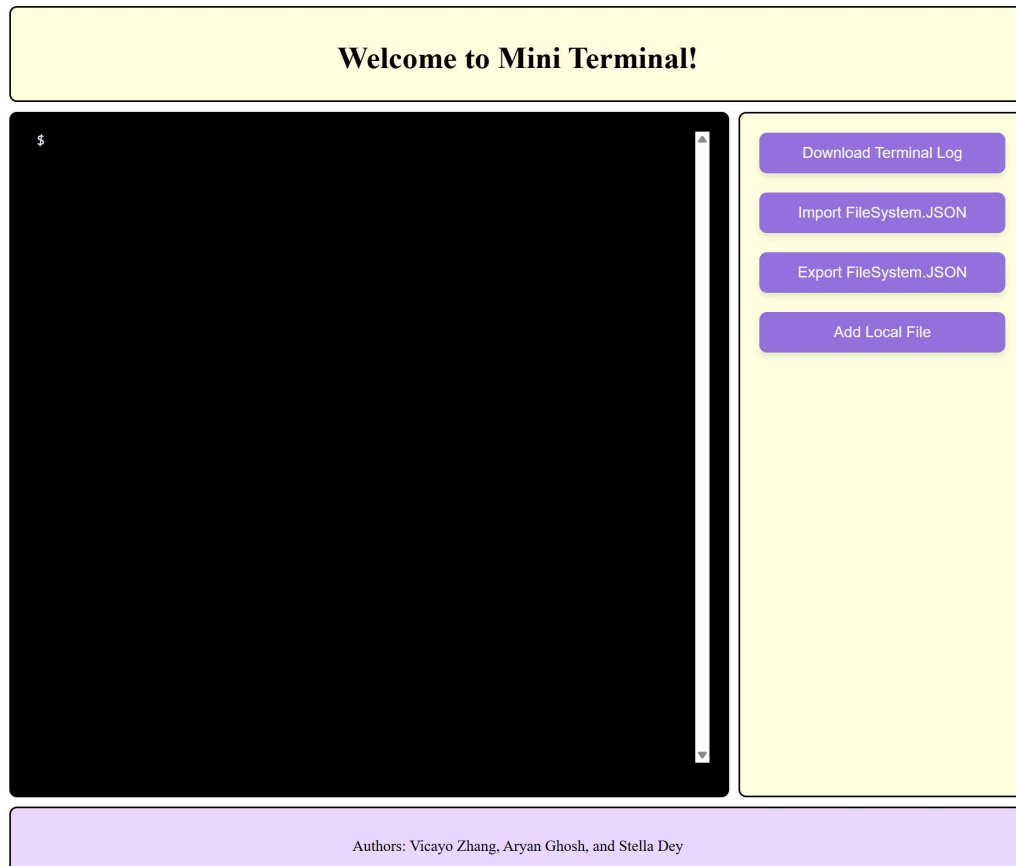 Welcome to Mini Terminal!
$
Download Terminal Log
Import FileSystem.JSON
Export FileSystem.JSON
Add Local File
Authors: Vicayo Zhang, Aryan Ghosh, and Stella Dey